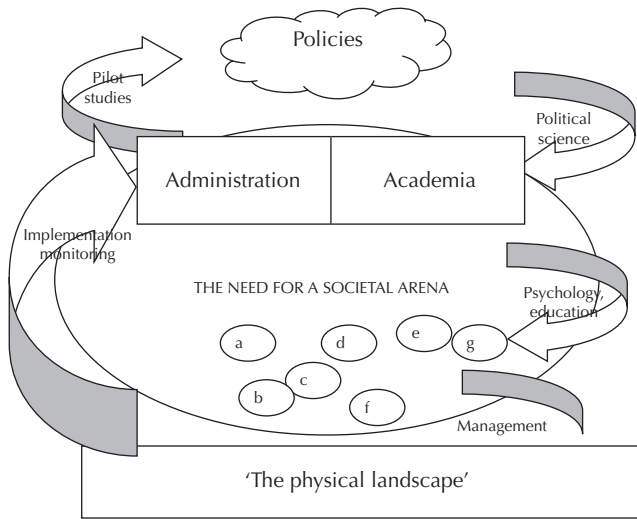 Policies
Pilot
studies
Political
science
Administration
Academia
Implementation
monitoring
THE NEED FOR A SOCIETAL ARENA
Psychology,
education
a
d
e
g
b
c
f
Management
‘The physical landscape’